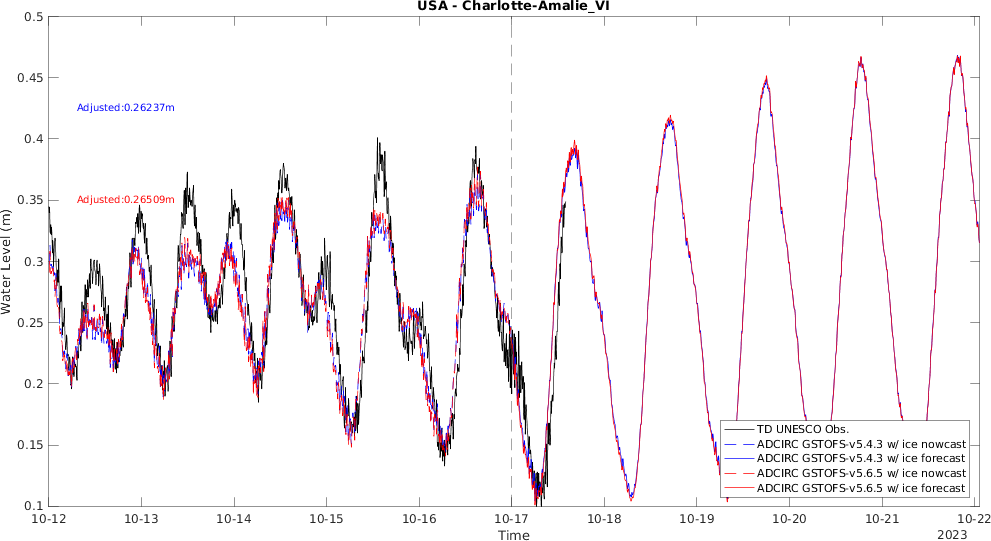 USA - Charlotte-Amalie_VI
0.5
0.45
0.4
0.35
0.3
0.25
0.2
0.15
0.1
Water Level (m)
Adjusted:0.26237m
Adjusted:0.26509m
TD UNESCO Obs.
ADCIRC GSTOFS-v5.4.3 w/ ice nowcast
ADCIRC GSTOFS-v5.4.3 w/ ice forecast
ADCIRC GSTOFS-v5.6.5 w/ ice nowcast
ADCIRC GSTOFS-v5.6.5 w/ ice forecast
10-12 10-13 10-14 10-15 10-16 10-17 10-18 10-19 10-20 10-21 10-22
Time
2023